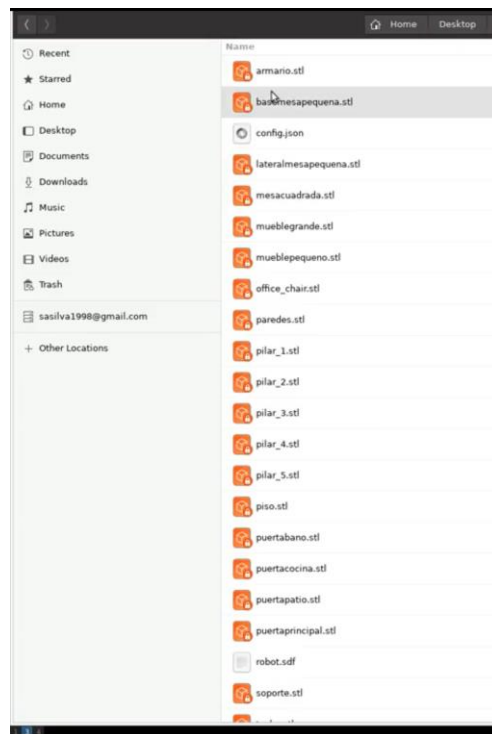 Home Desktop
Recent
Starred
Home
Desktop
Documents
Downloads
Music
Pictures
Videos
Trash
sasilva1998@gmail.com
+ Other Locations
Name
armario.stl
basemesapequena.stl
config.json
lateralmesapequena.stl
mesacuadrada.stl
mueblegrande.stl
mueblepequeno.stl
office_chair.stl
paredes.stl
pilar_1.stl
pilar_2.stl
pilar_3.stl
pilar_4.stl
pilar_5.stl
piso.stl
puertabano.stl
puertacocina.stl
puertapatio.stl
puertaprincipal.stl
robot.sdf
soporte.stl